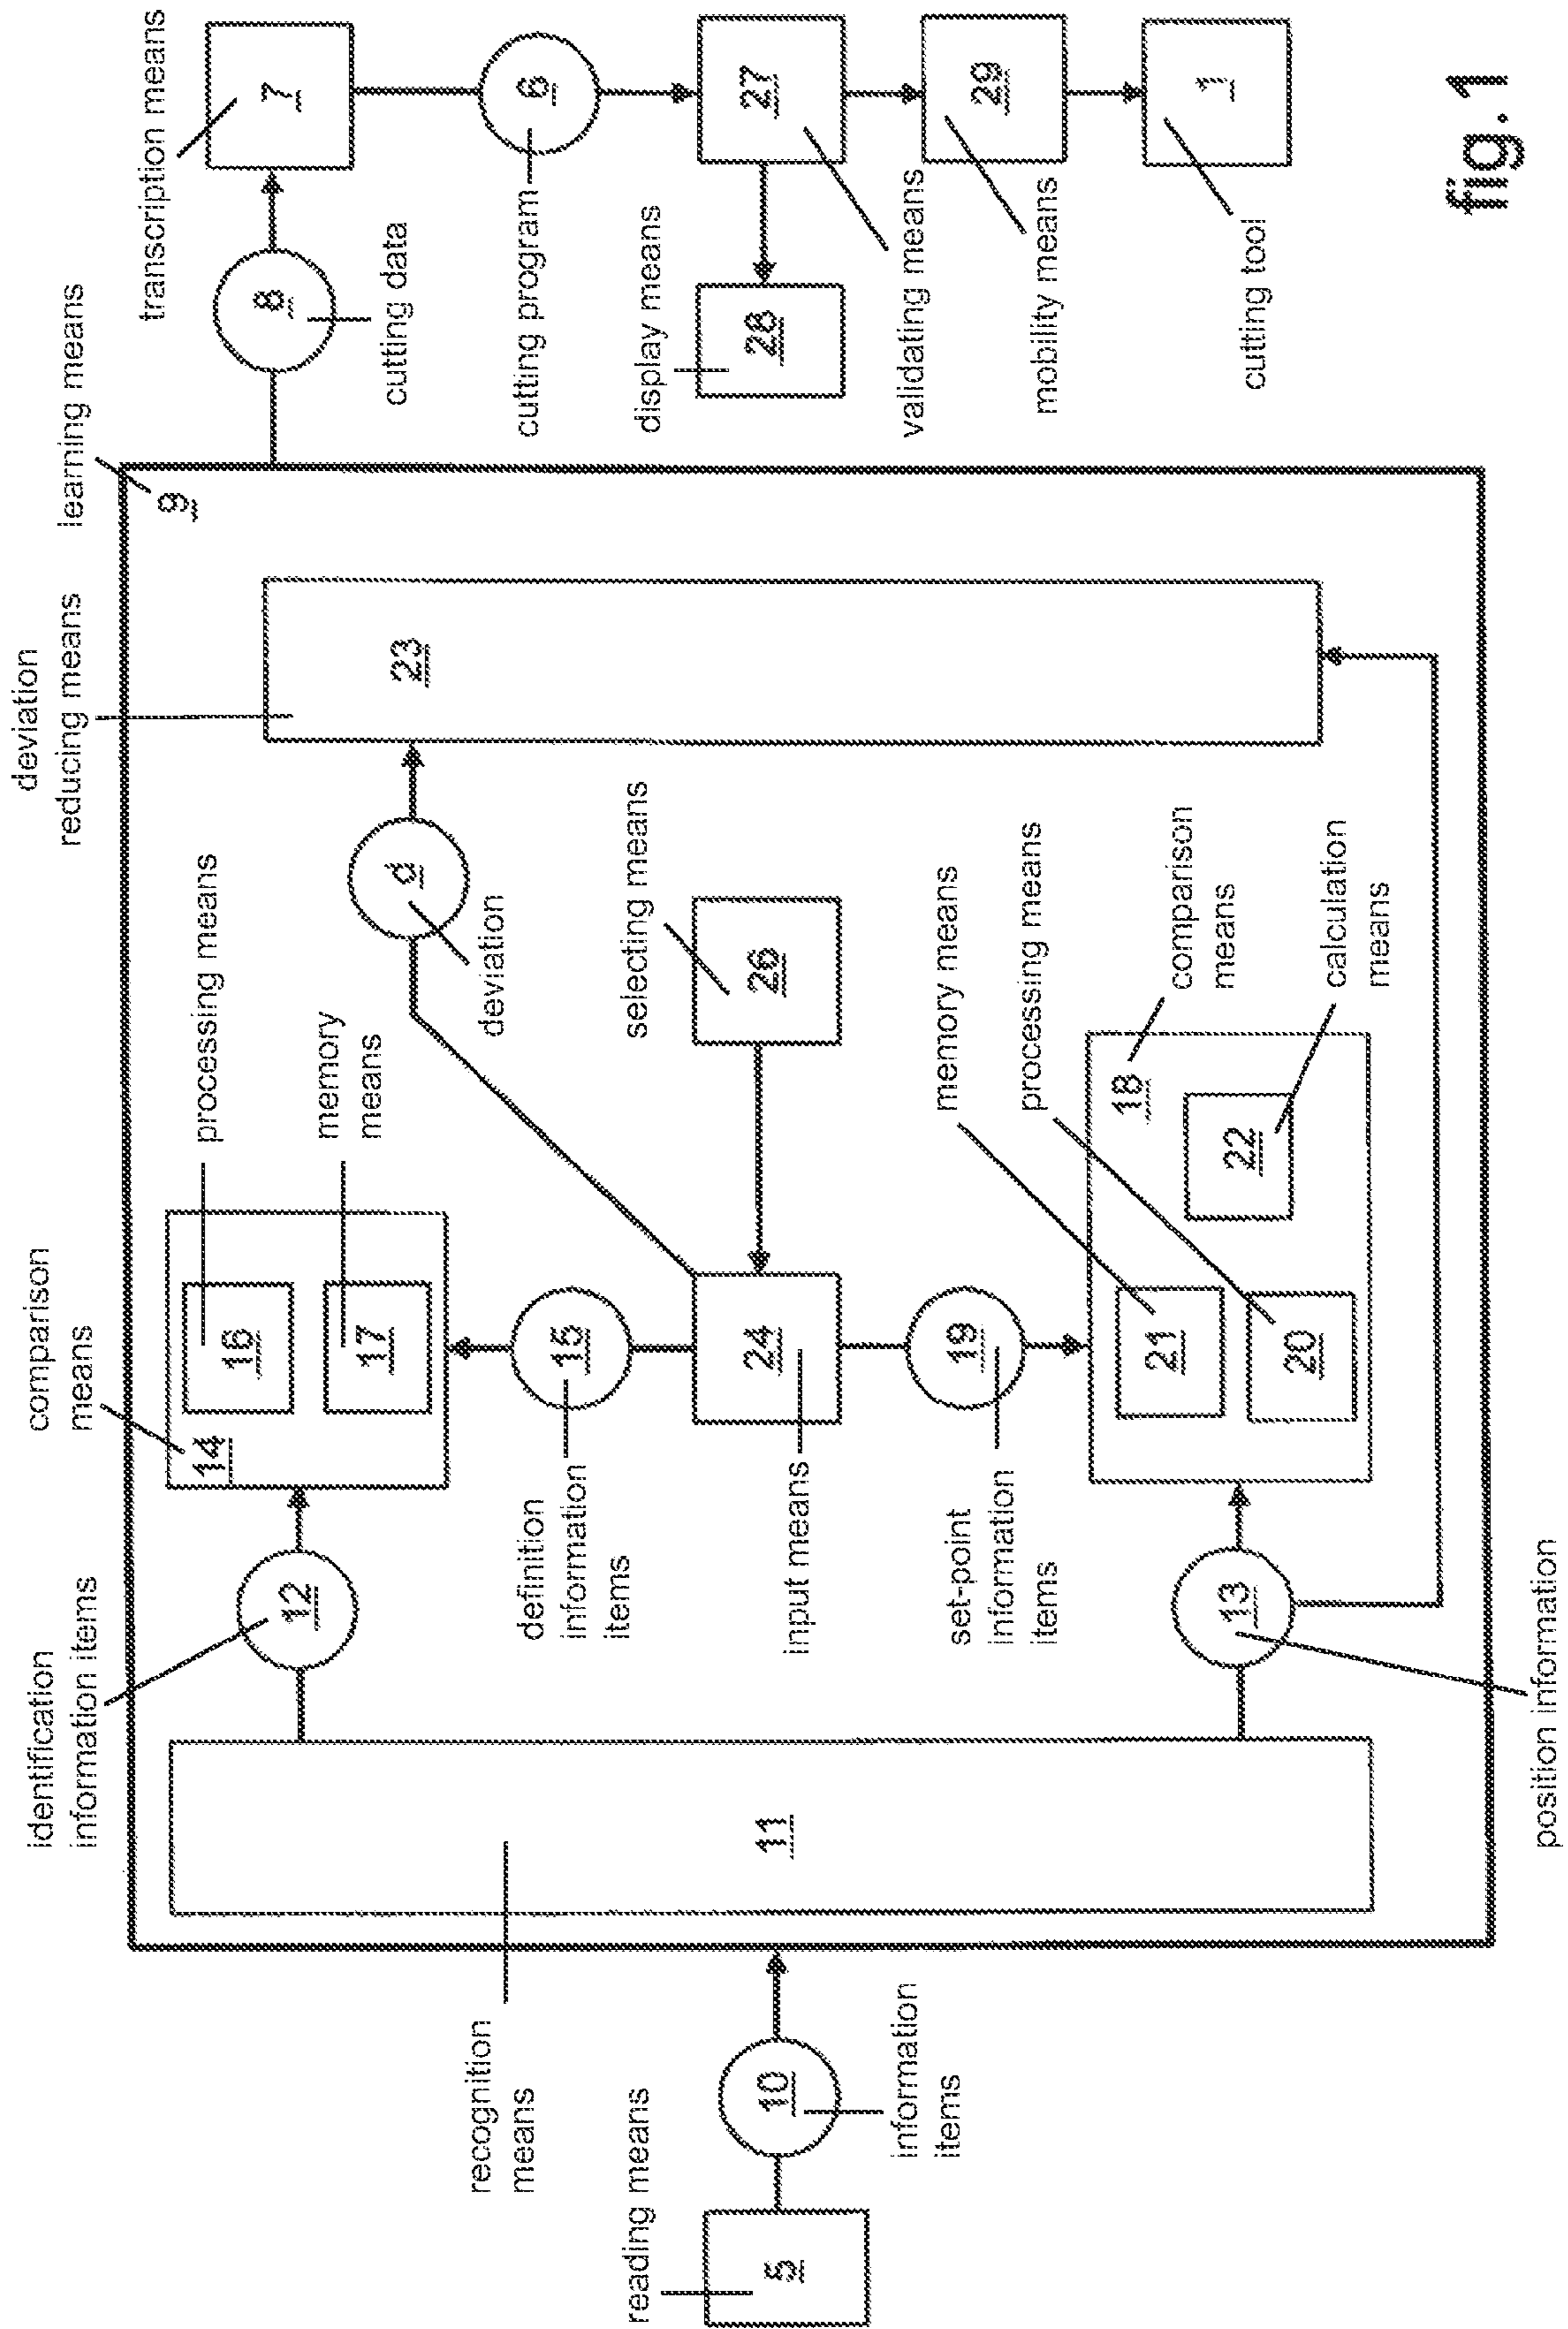 identification
information items
comparison
means
processing means
deviation
reducing means
learning means
9
transcription means
7
8
cutting data
12
14
16
17
memory
means
d
deviation
23
recognition
means
definition
information
items
15
selecting means
26
cutting program
6
reading means
5
10
information
items
11
input means
24
display means
28
27
validating means
set-point
information
items
19
memory means
processing means
29
mobility means
13
21
20
18
22
comparison
means
calculation
means
1
cutting tool
position information
fig.1